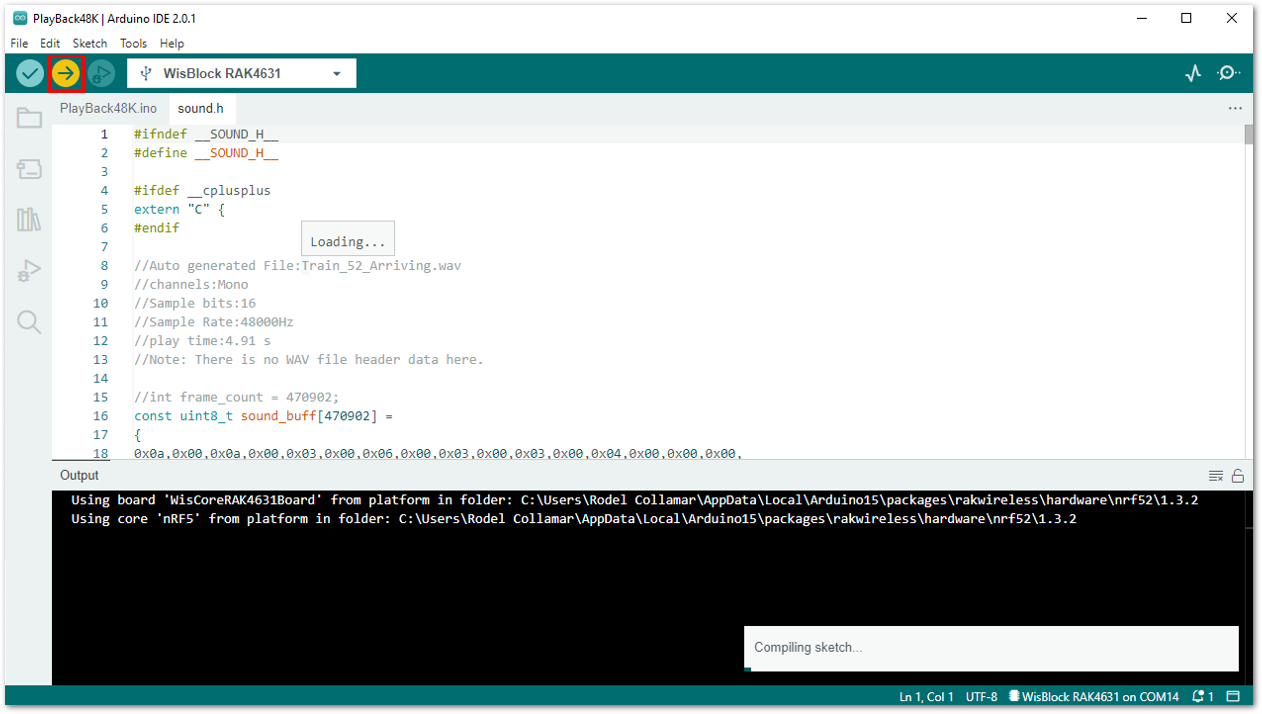 PlayBack48K | Arduino IDE 2.0.1
File Edit Sketch Tools Help
WisBlock RAK4631
PlayBack48K.ino sound.h
1 #ifndef __SOUND_H__
2 #define __SOUND_H__
3
4 #ifdef __cplusplus
5 extern "C" {
6 #endif
7
Loading...
8 //Auto generated File:Train_52_Arriving.wav
9 //channels:Mono
10 //Sample bits:16
11 //Sample Rate:48000Hz
12 //play time:4.91 s
13 //Note: There is no WAV file header data here.
14
15 //int frame_count = 470902;
16 const uint8_t sound_buff[470902] =
17 {
18 0x0a,0x00,0x0a,0x00,0x03,0x00,0x06,0x00,0x03,0x00,0x03,0x00,0x04,0x00,0x00,0x00,
Output
Using board 'WisCoreRAK4631Board' from platform in folder: C:\Users\Rodel Collamar\AppData\Local\Arduino15\packages\rakwireless\hardware\nrf52\1.3.2
Using core 'nRF5' from platform in folder: C:\Users\Rodel Collamar\AppData\Local\Arduino15\packages\rakwireless\hardware\nrf52\1.3.2
Compiling sketch...
Ln 1, Col 1 UTF-8 WisBlock RAK4631 on COM14 1